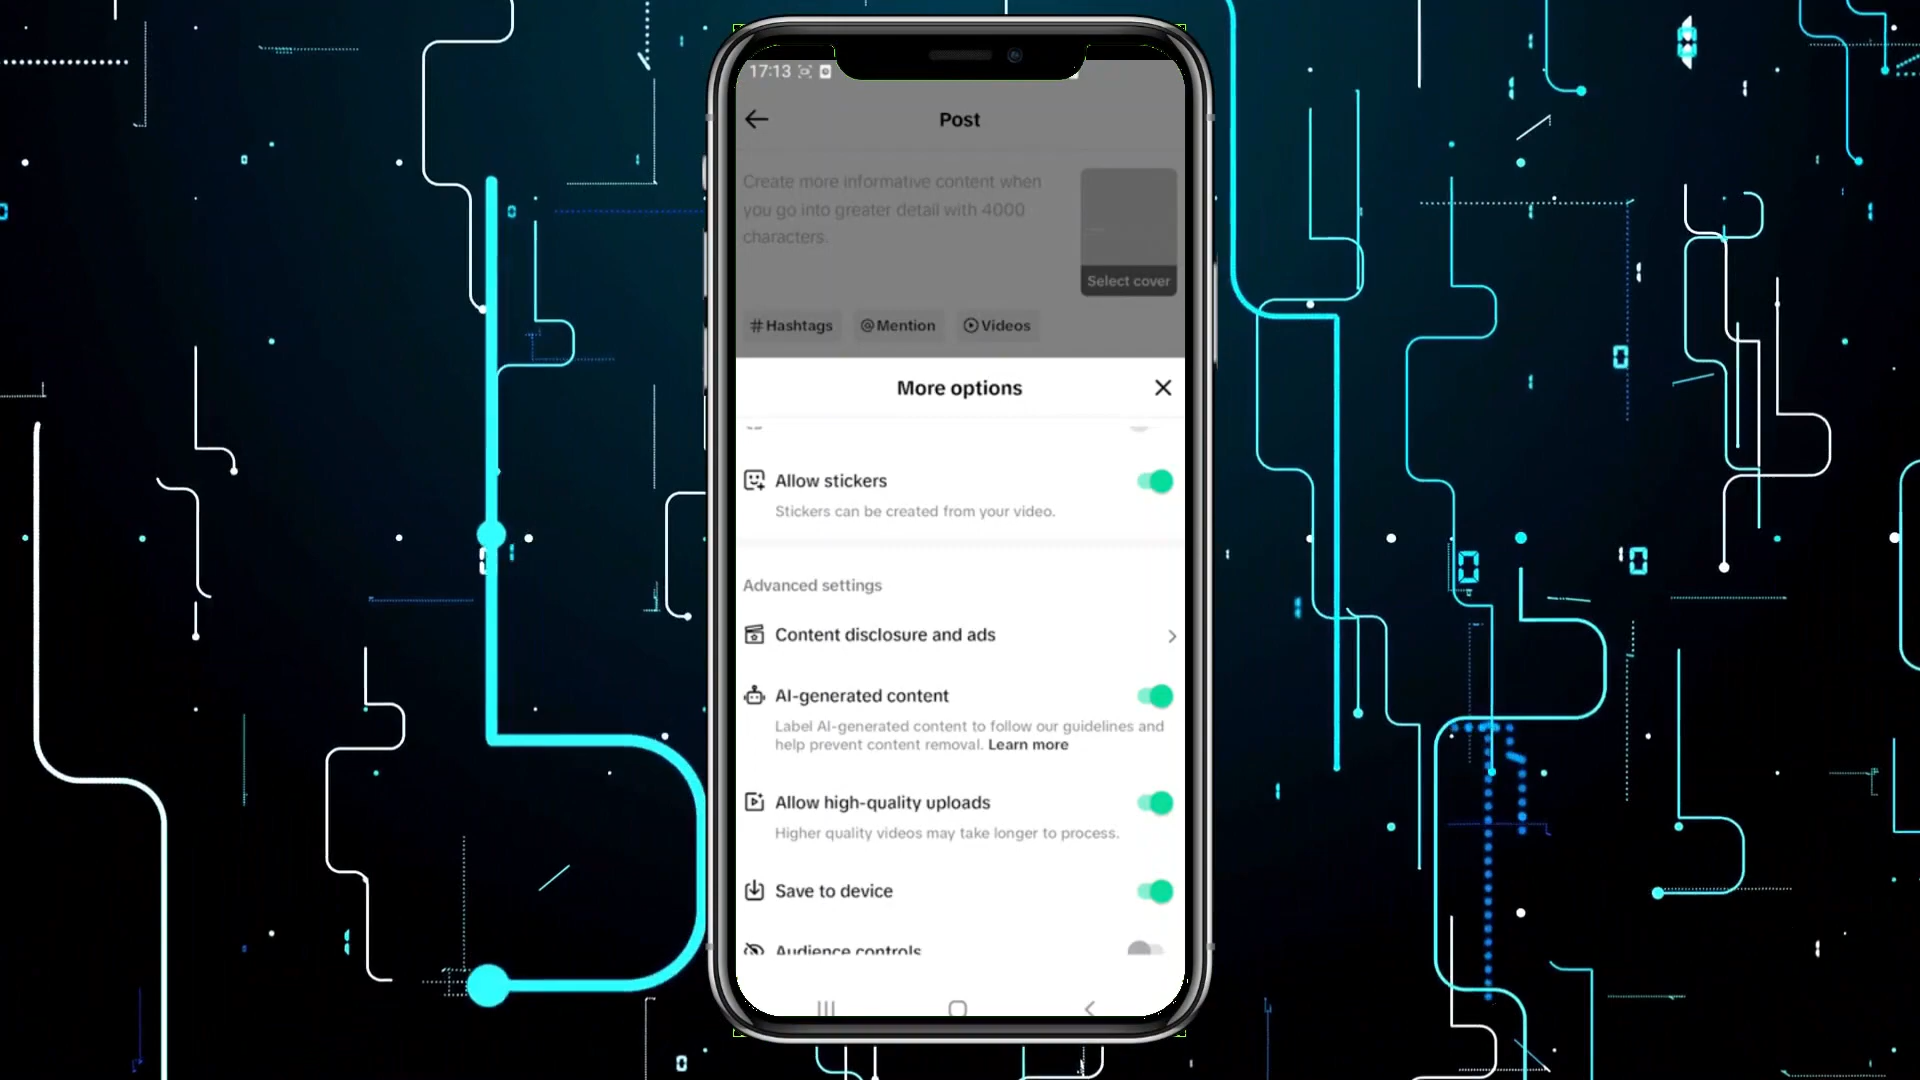 17:13
Post
Create more informative content when
you go into greater detail with 4000
characters.
Select cover
#Hashtags @Mention Videos
More options
Allow stickers
Stickers can be created from your video.
Advanced settings
Content disclosure and ads
AI-generated content
Label AI-generated content to follow our guidelines and
help prevent content removal. Learn more
Allow high-quality uploads
Higher quality videos may take longer to process.
Save to device
Audience controls